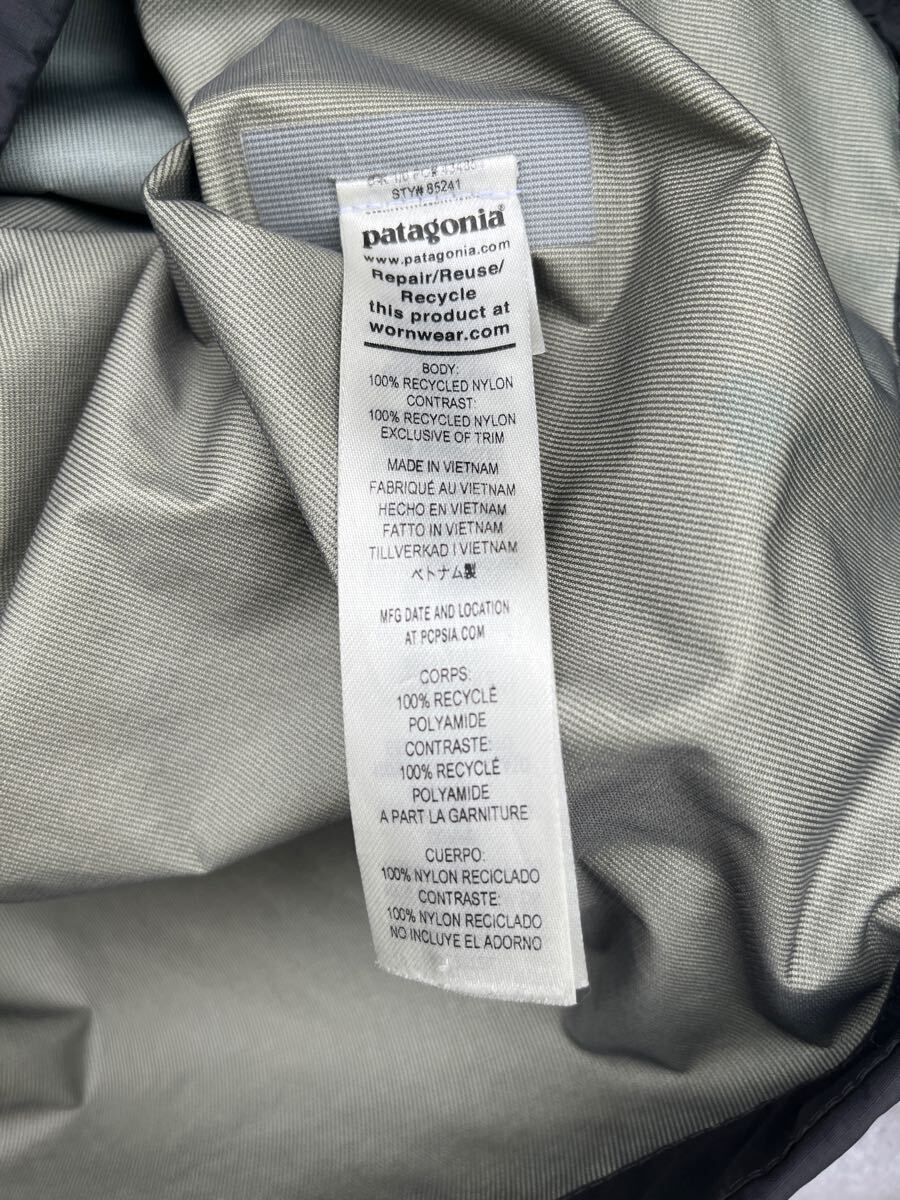 STY# 85241
patagonia®
www.patagonia.com
Repair/Reuse/
Recycle
this product at
wornwear.com
BODY:
100% RECYCLED NYLON
CONTRAST:
100% RECYCLED NYLON
EXCLUSIVE OF TRIM
MADE IN VIETNAM
FABRIQUÉ AU VIETNAM
HECHO EN VIETNAM
FATTO IN VIETNAM
TILLVERKAD I VIETNAM
ベトナム製
MFG DATE AND LOCATION
AT PCPSIA.COM
CORPS:
100% RECYCLÉ
POLYAMIDE
CONTRASTE:
100% RECYCLÉ
POLYAMIDE
A PART LA GARNITURE
CUERPO:
100% NYLON RECICLADO
CONTRASTE:
100% NYLON RECICLADO
NO INCLUYE EL ADORNO